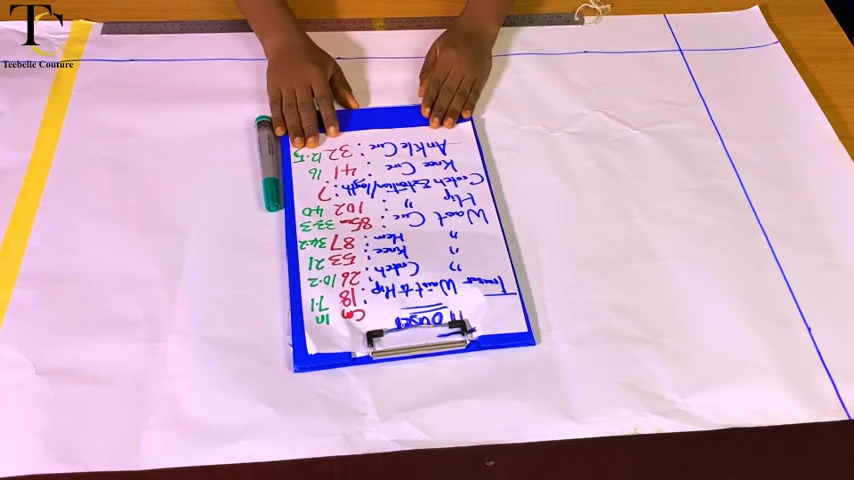 TC
Teebelle Couture
Trouser
Cm In
Trouser Waist to Hip : 18 7.1
" Crotch : 26 10.2
" Knee : 53 21
" Hem : 87 34.2
Waist Circ : 85cm 33.3
Hip " : 102 40
Crotch Extention/length : ?
Knee Circ : 41 16
Ankle Circ : 32 12.5